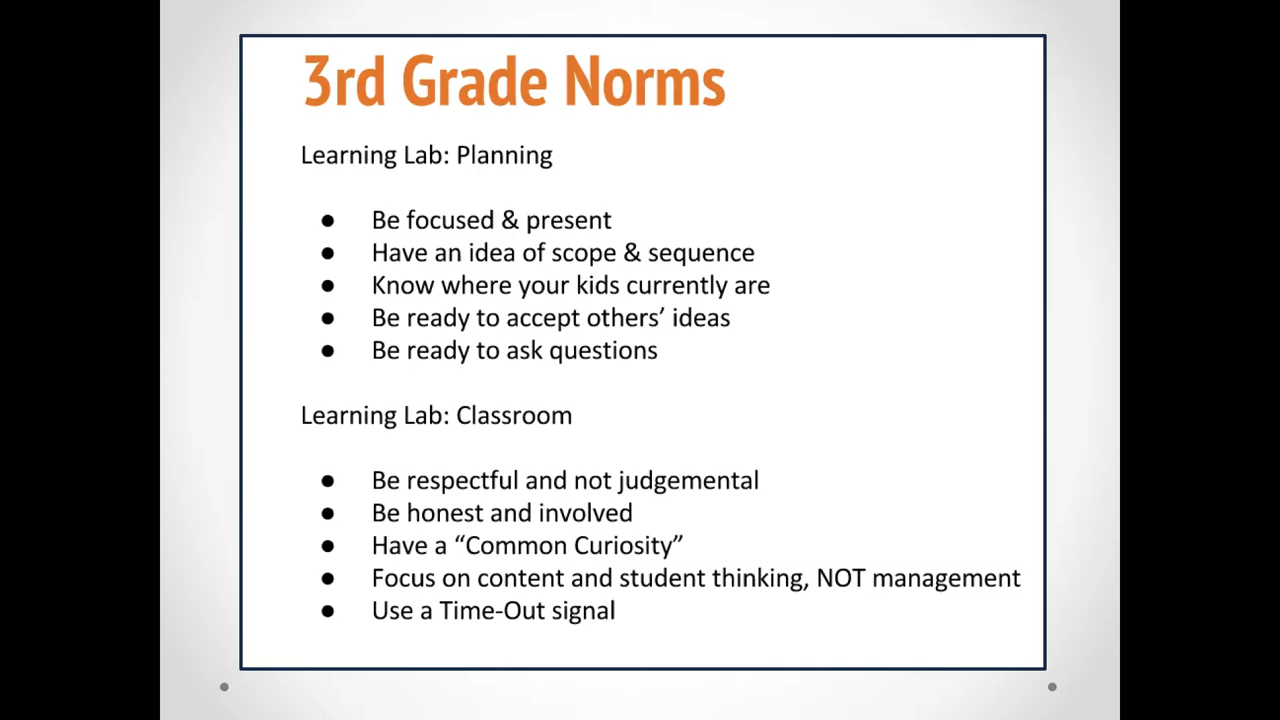 3rd Grade Norms
Learning Lab: Planning
● Be focused & present
● Have an idea of scope & sequence
● Know where your kids currently are
● Be ready to accept others’ ideas
● Be ready to ask questions
Learning Lab: Classroom
● Be respectful and not judgemental
● Be honest and involved
● Have a “Common Curiosity”
● Focus on content and student thinking, NOT management
● Use a Time-Out signal